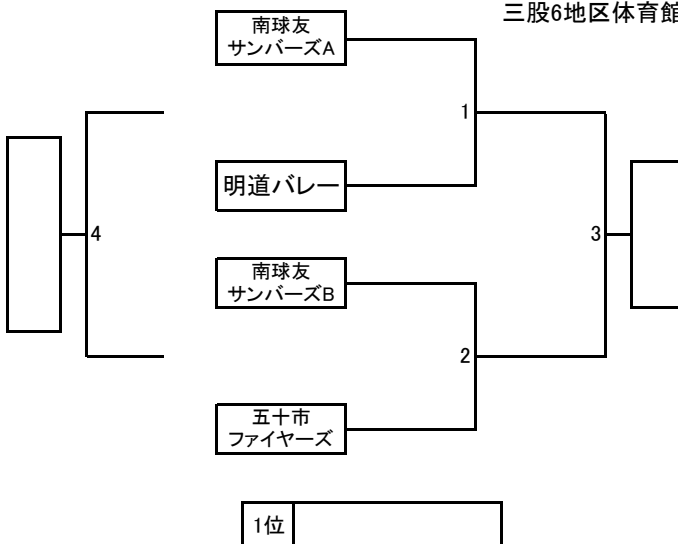 三股6地区体育館
南球友
サンバーズA
1
明道バレー
4
3
南球友
サンバーズB
2
五十市
ファイヤーズ
1位